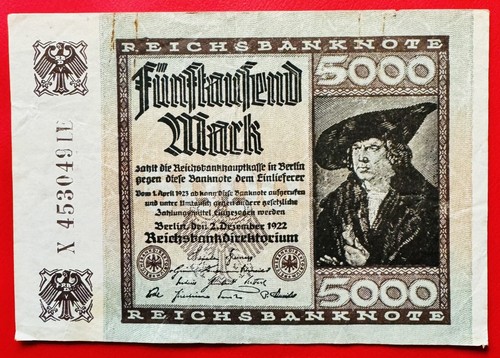 REICHSBANKNOTE
5000
Fünftausend
Mark
zahlt die Reichsbankhauptkasse in Berlin
gegen diese Banknote dem Einlieferer
Vom 1. April 1923 ab kann diese Banknote aufgerufen
und unter Umtausch gegen andere gesetzliche
Zahlungsmittel eingezogen werden
Berlin, den 2. Dezember 1922
Reichsbankdirektorium
5000
REICHSBANKNOTE
X 453049 LE